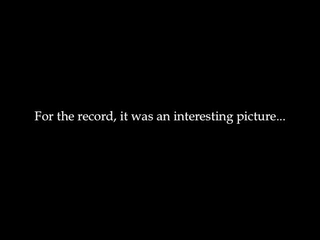 For the record, it was an interesting picture...